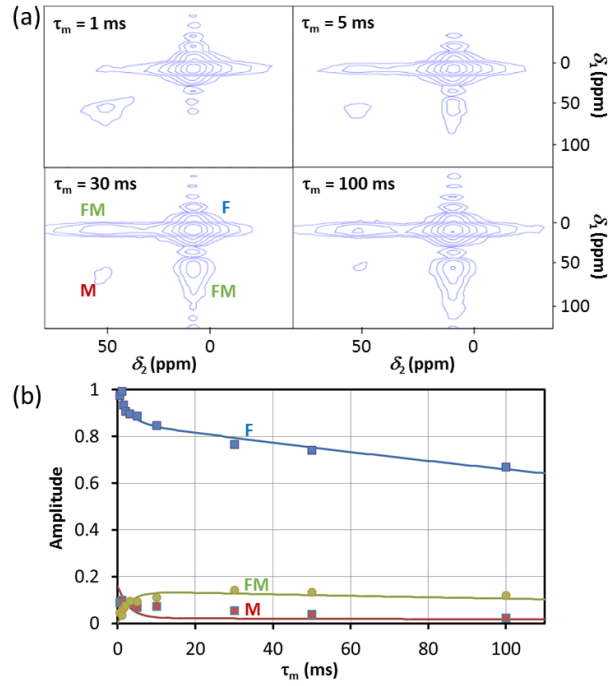 (a)
τm = 1 ms
τm = 5 ms
0
50
100
δ1 (ppm)
τm = 30 ms
τm = 100 ms
FM
F
M
FM
0
50
100
δ1 (ppm)
50
0
50
0
δ2 (ppm)
δ2 (ppm)
(b)
1
0.8
0.6
0.4
0.2
0
Amplitude
F
FM
M
0
20
40
60
80
100
τm (ms)